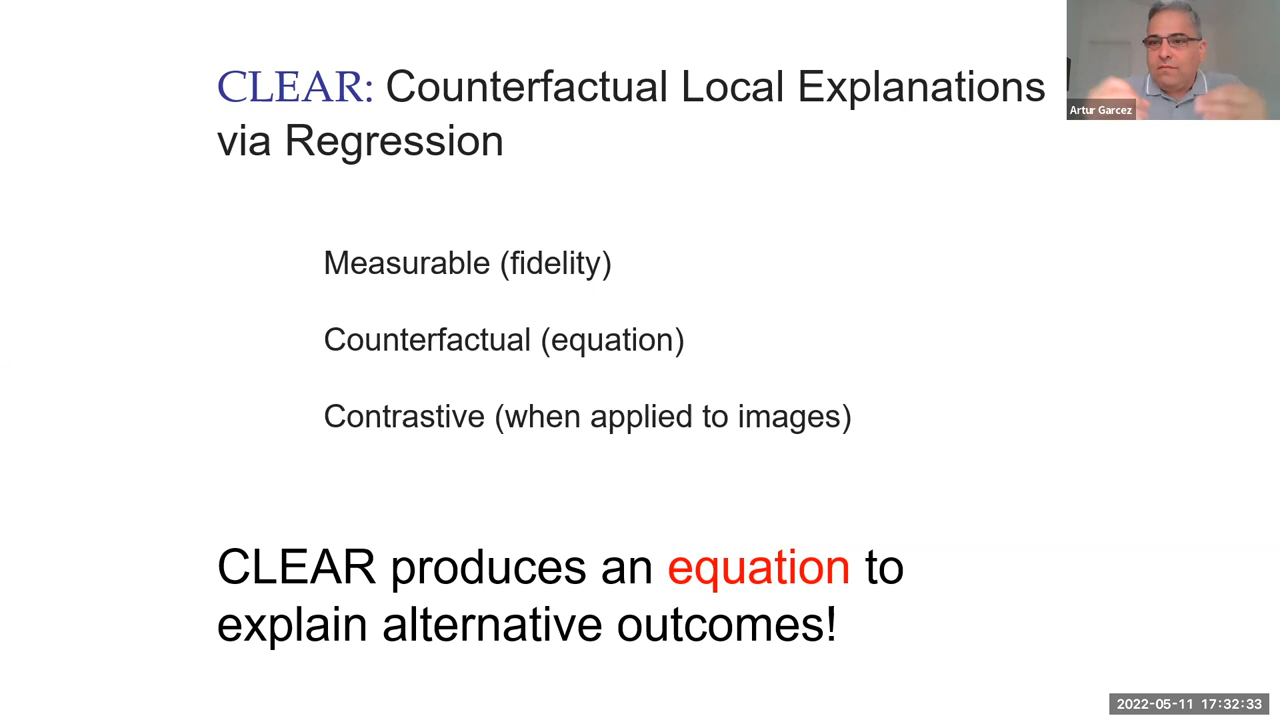 CLEAR: Counterfactual Local Explanations
via Regression
Artur Garcez
Measurable (fidelity)
Counterfactual (equation)
Contrastive (when applied to images)
CLEAR produces an equation to
explain alternative outcomes!
2022-05-11 17:32:33